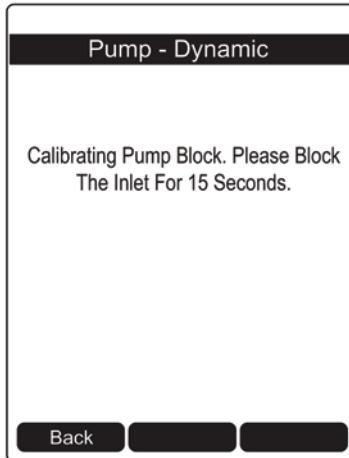 Pump - Dynamic
Calibrating Pump Block. Please Block
The Inlet For 15 Seconds.
Back